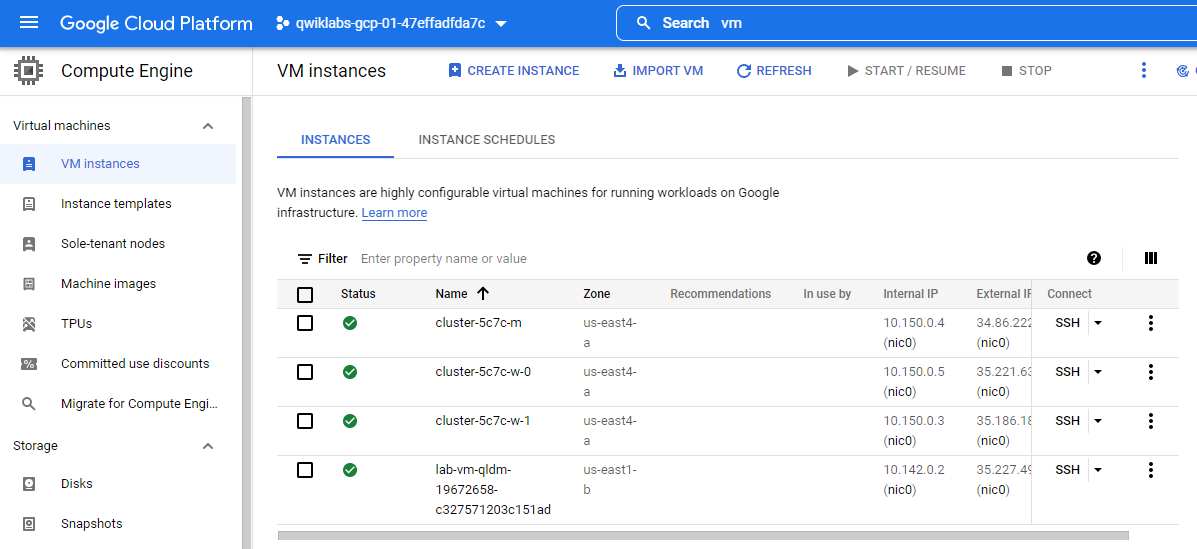 Google Cloud Platform qwiklabs-gcp-01-47effadfda7c Search vm
Compute Engine
VM instances CREATE INSTANCE IMPORT VM REFRESH START / RESUME STOP
Virtual machines
VM instances
Instance templates
Sole-tenant nodes
Machine images
TPUs
Committed use discounts
Migrate for Compute Engi...
Storage
Disks
Snapshots
INSTANCES INSTANCE SCHEDULES
VM instances are highly configurable virtual machines for running workloads on Google
infrastructure. Learn more
Filter Enter property name or value
Status Name Zone Recommendations In use by Internal IP External IP Connect
cluster-5c7c-m us-east4- 10.150.0.4 34.86.222 SSH
a (nic0) (nic0)
cluster-5c7c-w-0 us-east4- 10.150.0.5 35.221.63 SSH
a (nic0) (nic0)
cluster-5c7c-w-1 us-east4- 10.150.0.3 35.186.18 SSH
a (nic0) (nic0)
lab-vm-qldm- us-east1- 10.142.0.2 35.227.49 SSH
19672658- b (nic0) (nic0)
c327571203c151ad